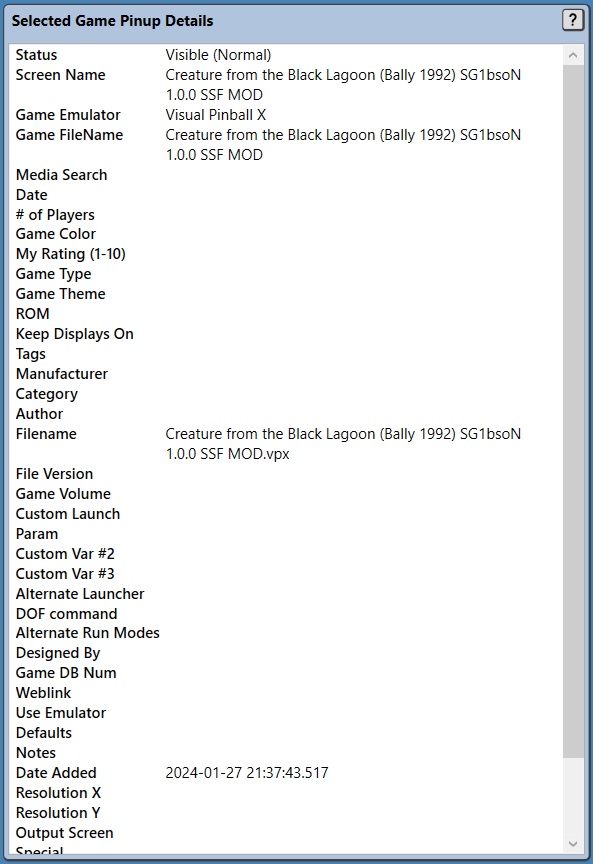 Selected Game Pinup Details
?
Status Visible (Normal)
Screen Name Creature from the Black Lagoon (Bally 1992) SG1bsoN
1.0.0 SSF MOD
Game Emulator Visual Pinball X
Game FileName Creature from the Black Lagoon (Bally 1992) SG1bsoN
1.0.0 SSF MOD
Media Search
Date
# of Players
Game Color
My Rating (1-10)
Game Type
Game Theme
ROM
Keep Displays On
Tags
Manufacturer
Category
Author
Filename Creature from the Black Lagoon (Bally 1992) SG1bsoN
1.0.0 SSF MOD.vpx
File Version
Game Volume
Custom Launch
Param
Custom Var #2
Custom Var #3
Alternate Launcher
DOF command
Alternate Run Modes
Designed By
Game DB Num
Weblink
Use Emulator
Defaults
Notes
Date Added 2024-01-27 21:37:43.517
Resolution X
Resolution Y
Output Screen
Special